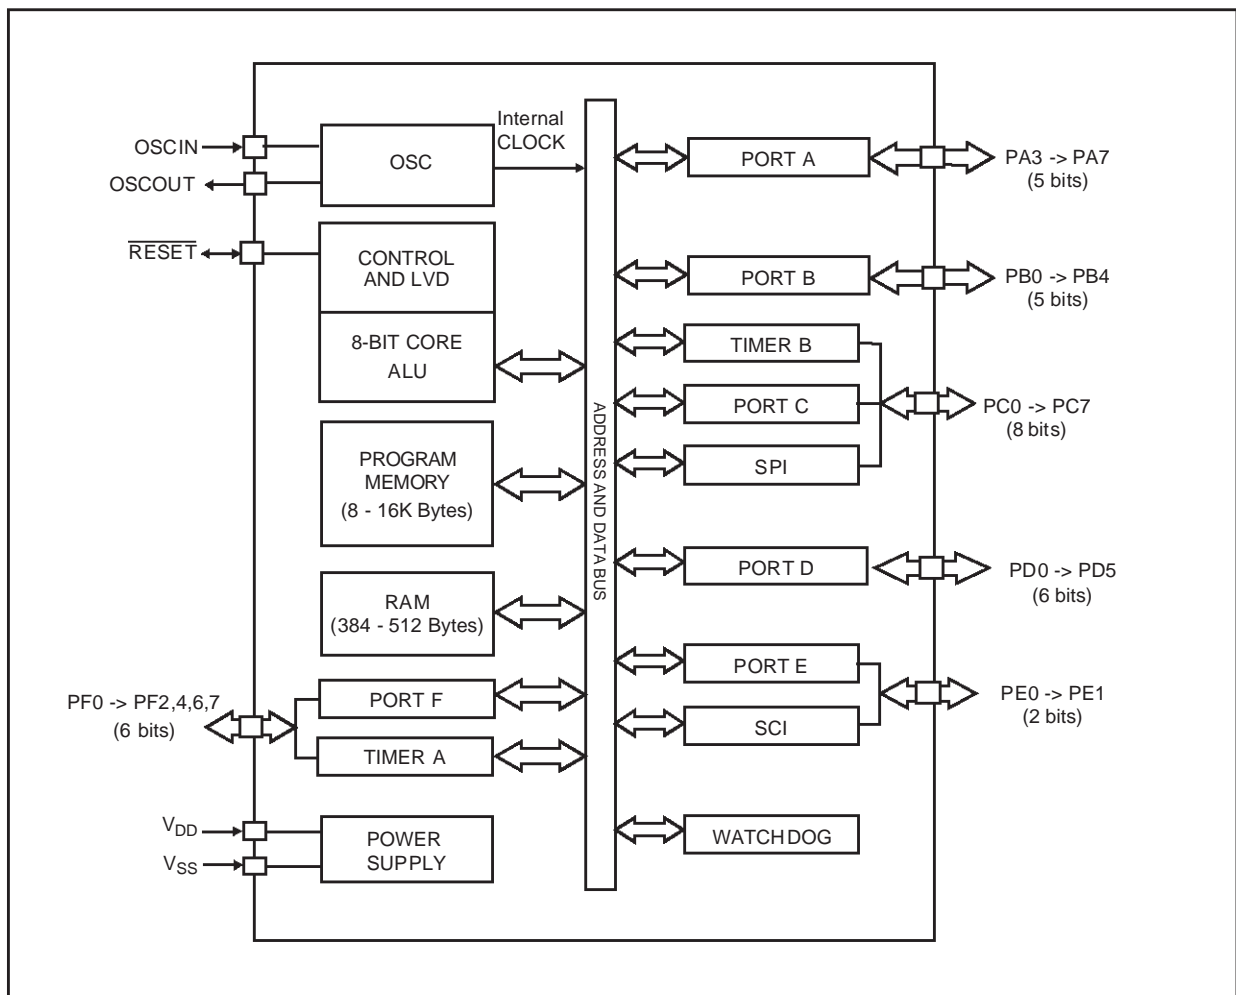 OSCIN
OSCOUT
RESET
OSC
Internal
CLOCK
CONTROL
AND LVD
8-BIT CORE
ALU
PROGRAM
MEMORY
(8 - 16K Bytes)
RAM
(384 - 512 Bytes)
PF0 -> PF2,4,6,7
(6 bits)
PORT F
TIMER A
VDD
VSS
POWER
SUPPLY
ADDRESS AND DATA BUS
PORT A
PA3 -> PA7
(5 bits)
PORT B
PB0 -> PB4
(5 bits)
TIMER B
PORT C
SPI
PC0 -> PC7
(8 bits)
PORT D
PD0 -> PD5
(6 bits)
PORT E
SCI
PE0 -> PE1
(2 bits)
WATCHDOG